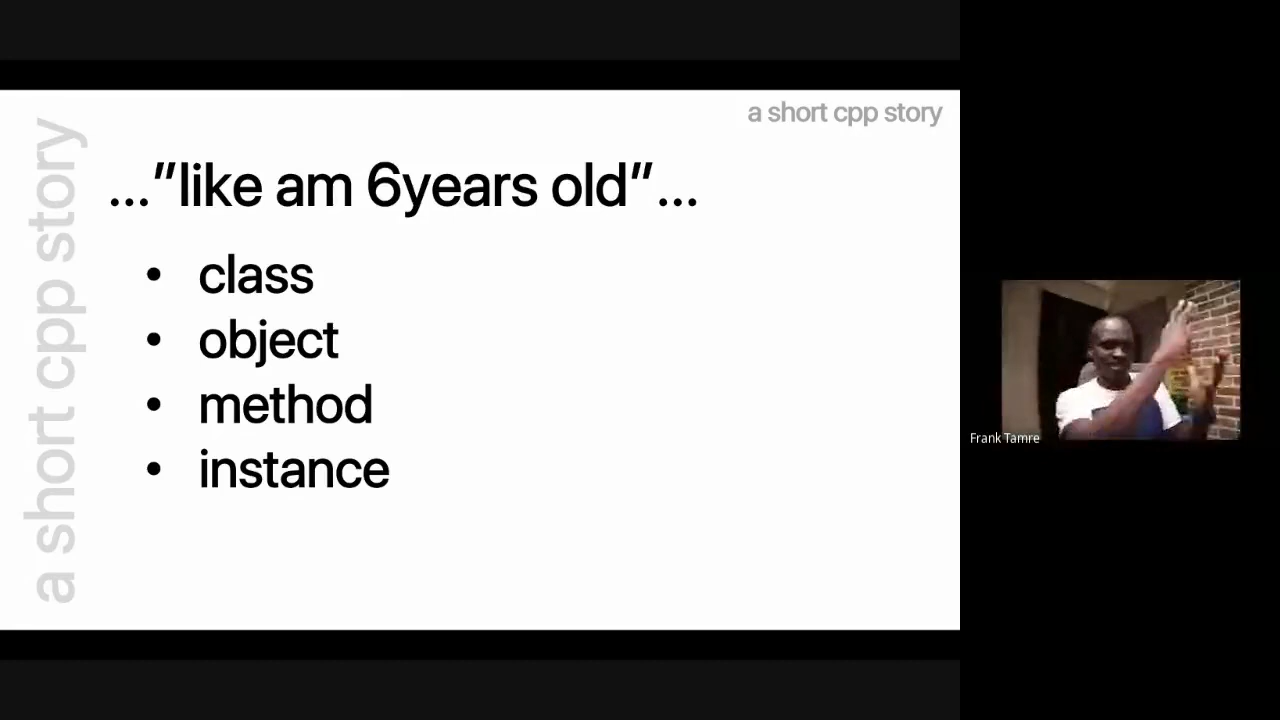 a short cpp story
a short cpp story
..."like am 6years old"...
• class
• object
• method
• instance
Frank Tamre